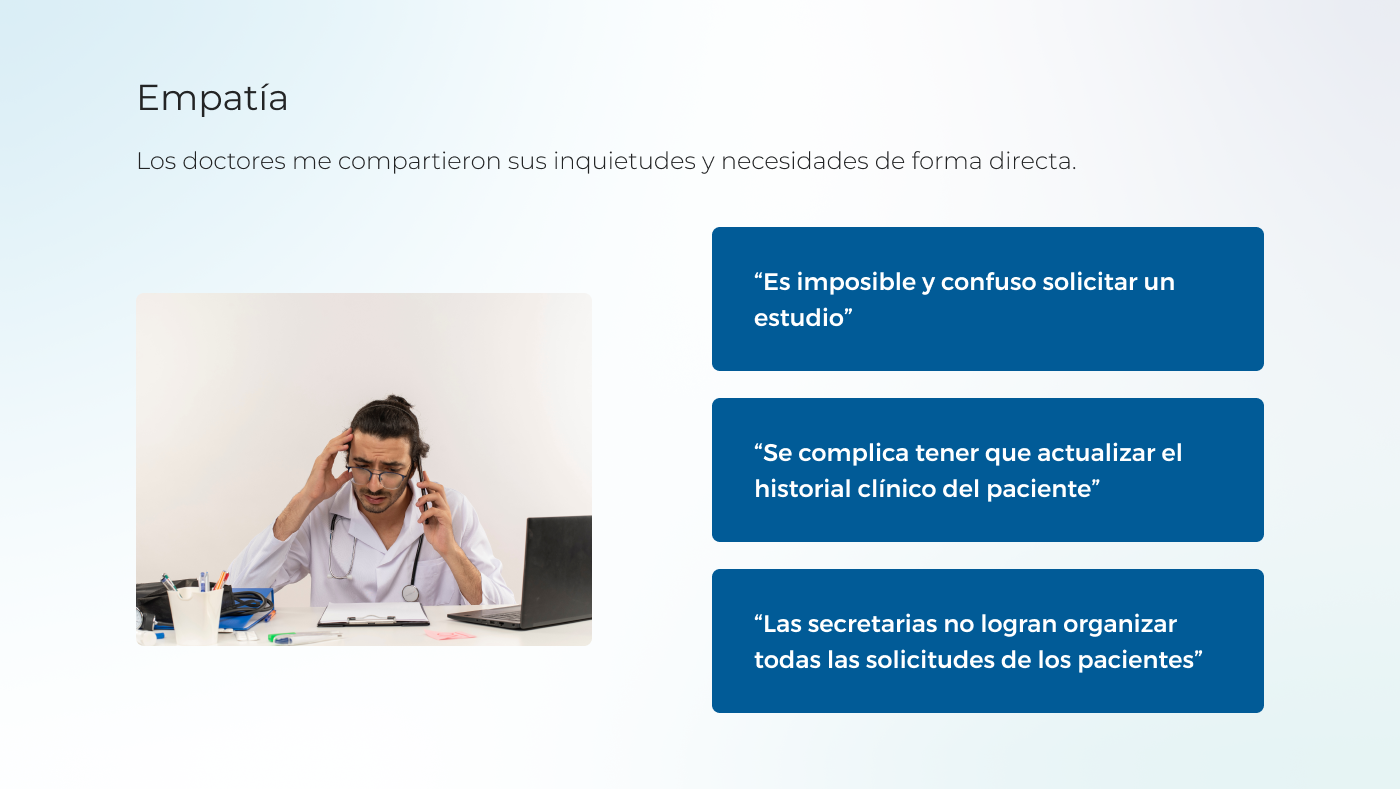 Empatía
Los doctores me compartieron sus inquietudes y necesidades de forma directa.
“Es imposible y confuso solicitar un
estudio”
“Se complica tener que actualizar el
historial clínico del paciente”
“Las secretarias no logran organizar
todas las solicitudes de los pacientes”